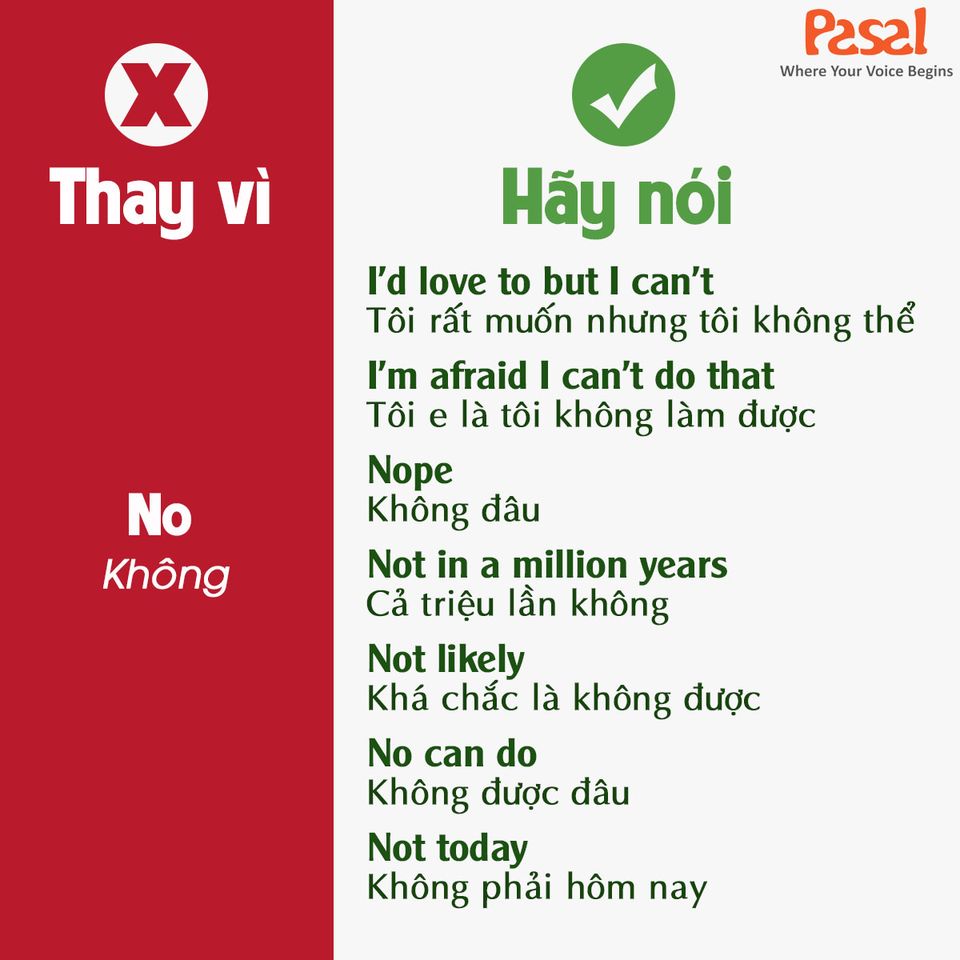 Pasal
Where Your Voice Begins
X
Thay vì
Hãy nói
No
Không
I'd love to but I can't
Tôi rất muốn nhưng tôi không thể
I'm afraid I can't do that
Tôi e là tôi không làm được
Nope
Không đâu
Not in a million years
Cả triệu lần không
Not likely
Khá chắc là không được
No can do
Không được đâu
Not today
Không phải hôm nay